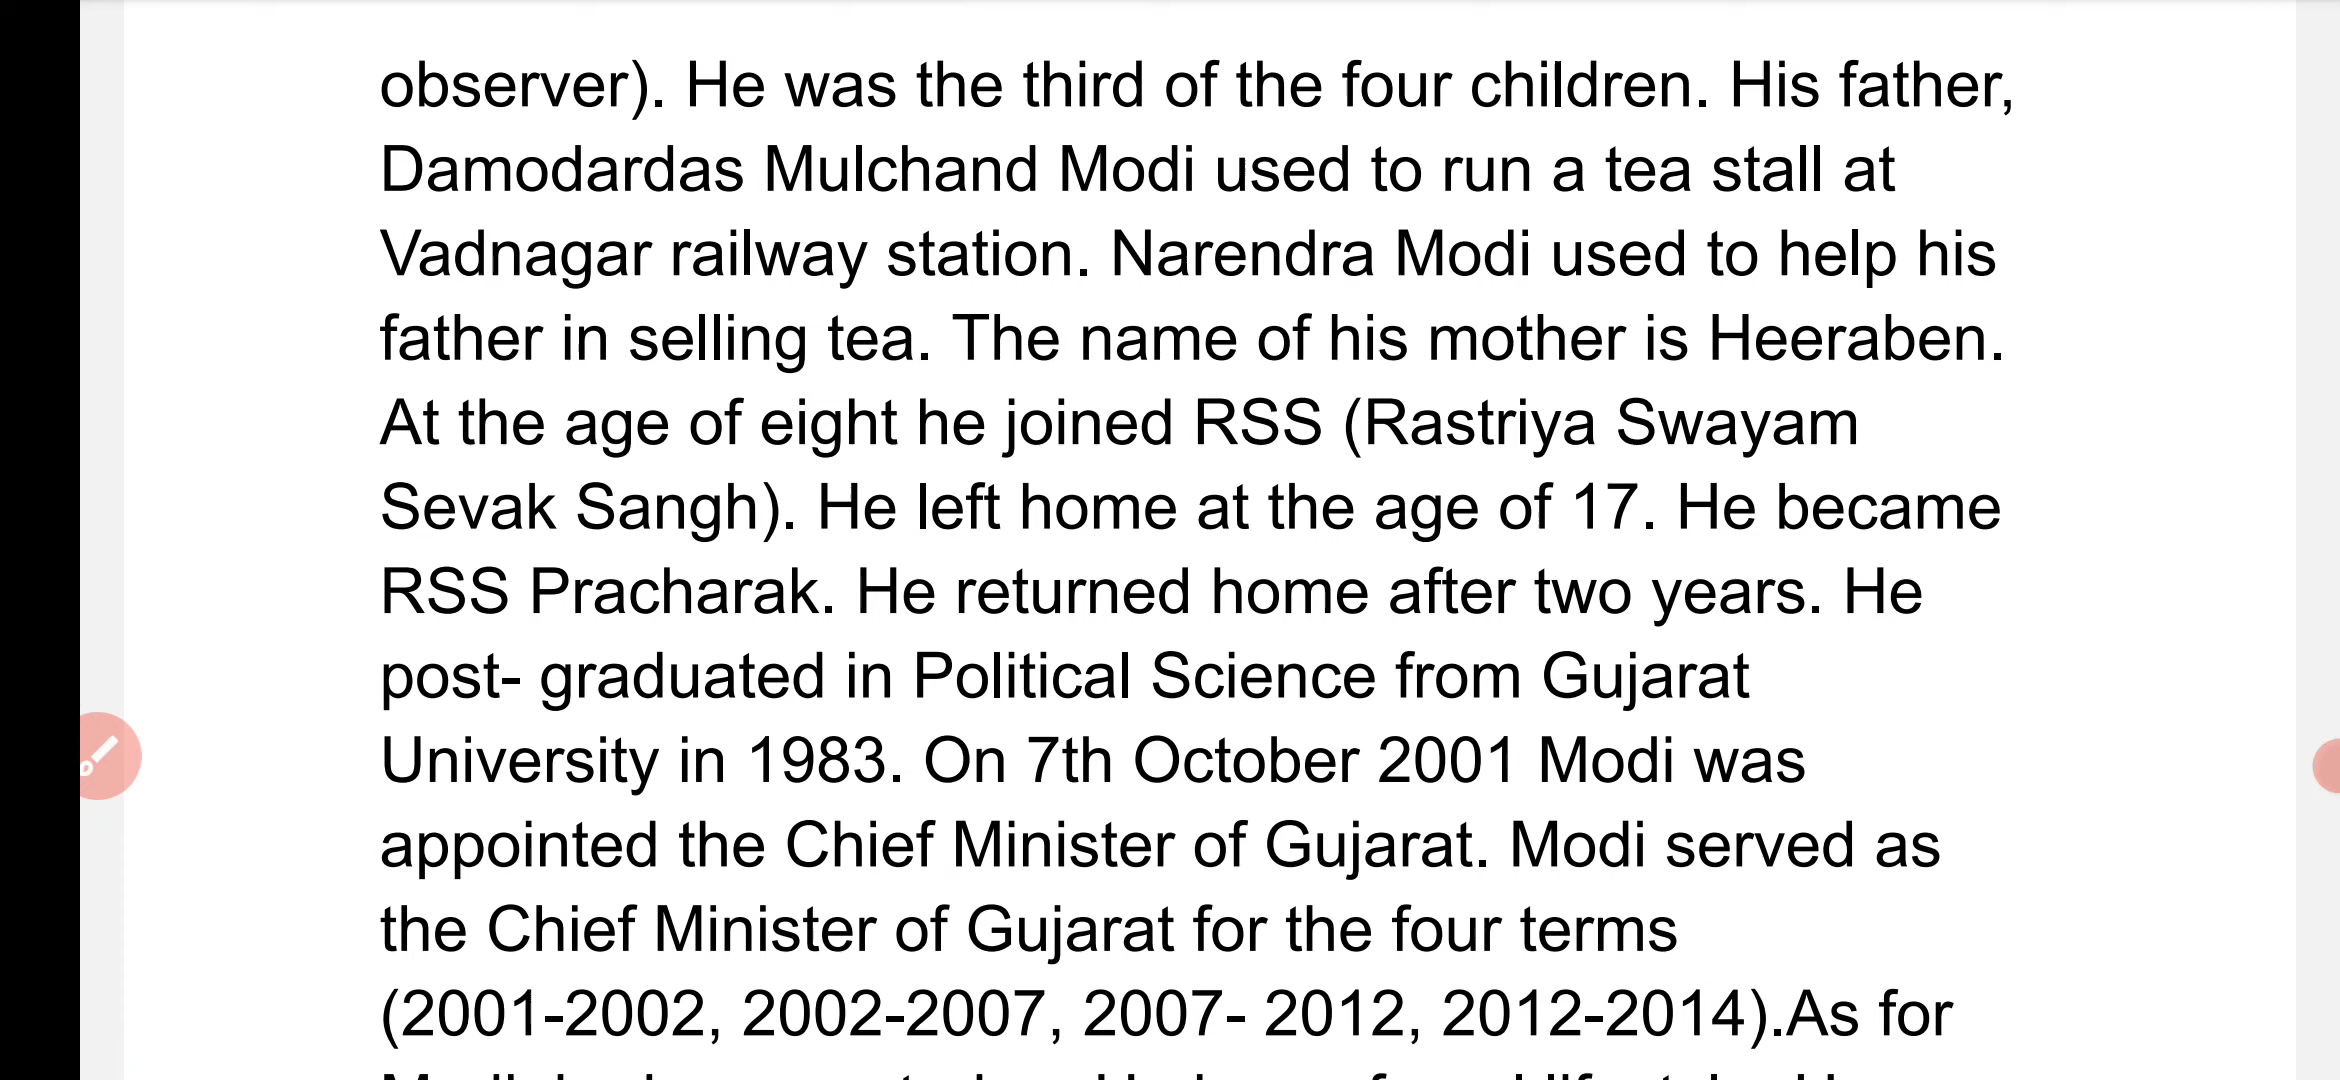 observer). He was the third of the four children. His father,
Damodardas Mulchand Modi used to run a tea stall at
Vadnagar railway station. Narendra Modi used to help his
father in selling tea. The name of his mother is Heeraben.
At the age of eight he joined RSS (Rastriya Swayam
Sevak Sangh). He left home at the age of 17. He became
RSS Pracharak. He returned home after two years. He
post- graduated in Political Science from Gujarat
University in 1983. On 7th October 2001 Modi was
appointed the Chief Minister of Gujarat. Modi served as
the Chief Minister of Gujarat for the four terms
(2001-2002, 2002-2007, 2007- 2012, 2012-2014).As for